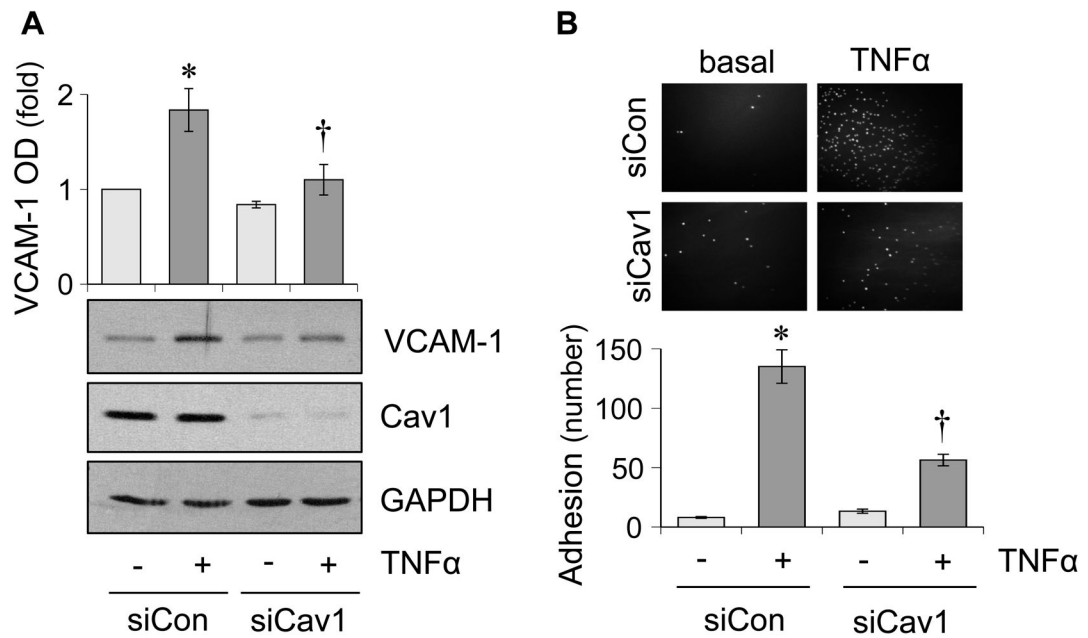 A
VCAM-1 OD (fold)
2
1
0
*
†
VCAM-1
Cav1
GAPDH
- + - + TNFα
siCon siCav1
B
basal TNFα
siCon
siCav1
Adhesion (number)
150
100
50
0
*
†
- + - + TNFα
siCon siCav1